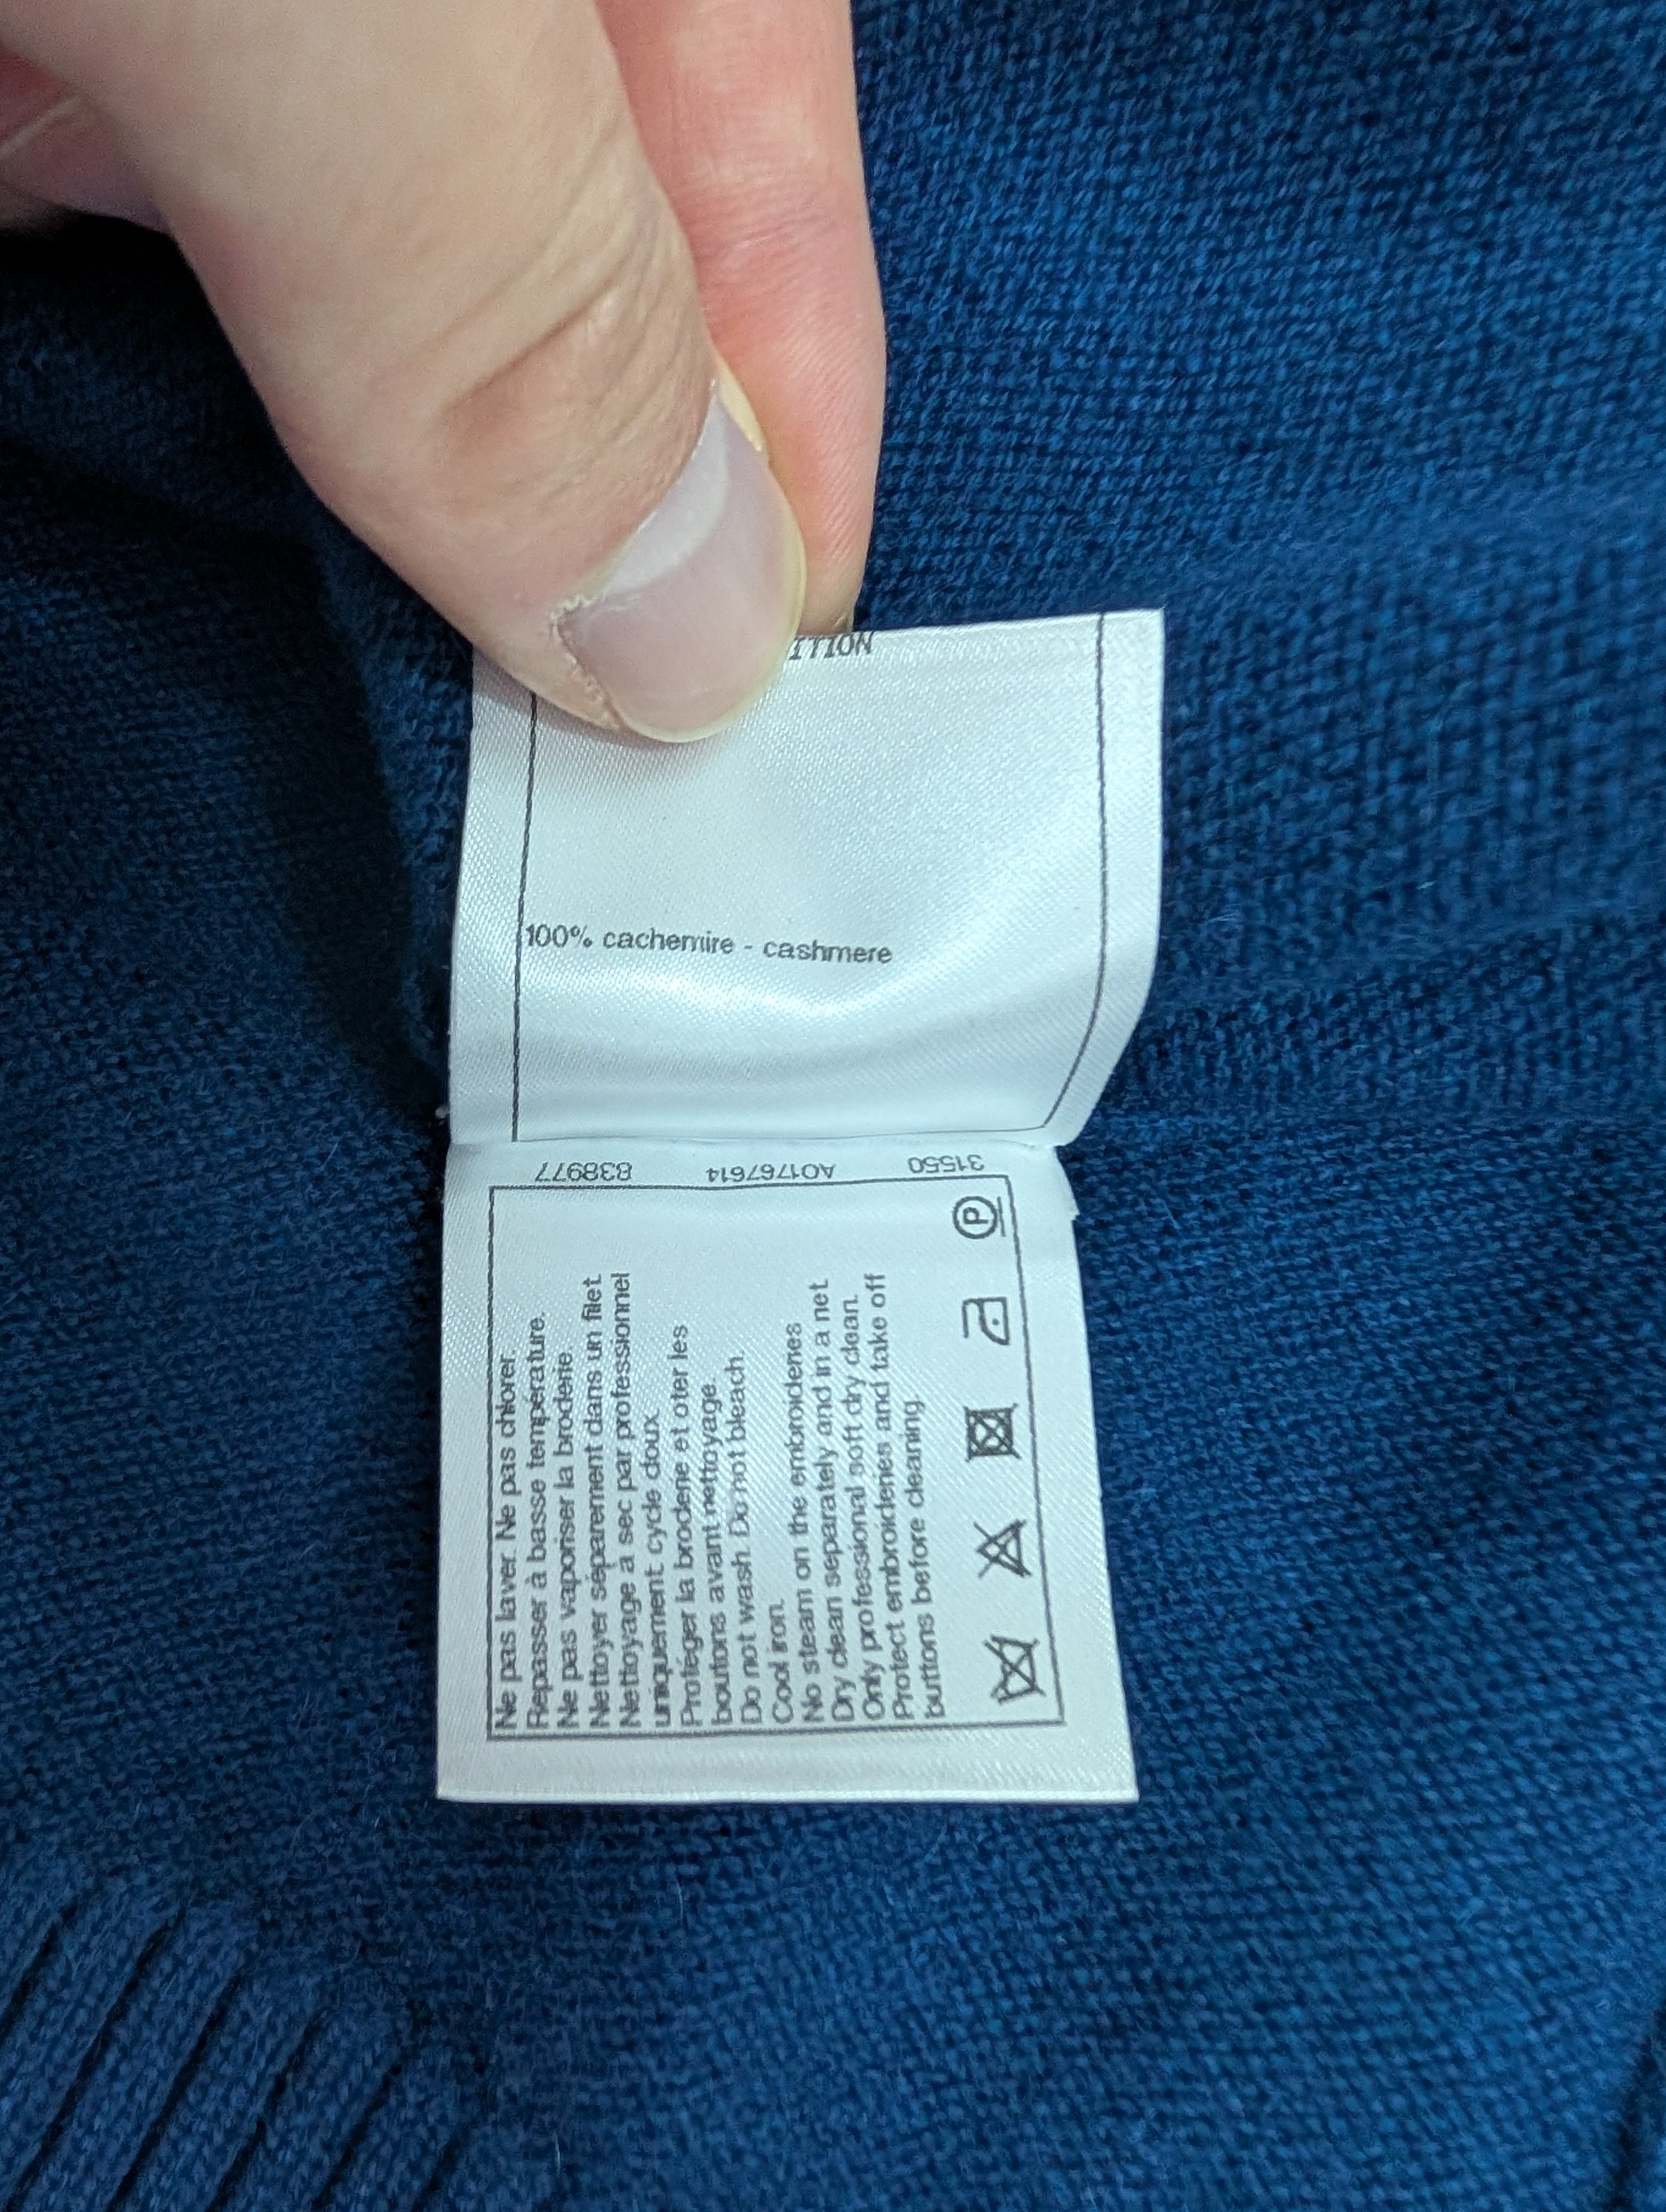 ITION
100% cachemire - cashmere
838977 A01767614 31550
Ne pas laver. Ne pas chlorer.
Repasser à basse température.
Ne pas vaporiser la broderie.
Nettoyer séparement dans un filet.
Nettoyage à sec par professionnel
uniquement cycle doux
Protéger la broderie et oter les
boutons avant nettoyage.
Do not wash. Do not bleach.
Cool iron.
No steam on the embroideries
Dry clean separately and in a net
Only professional soft dry clean.
Protect embroideries and take off
buttons before cleaning.
P